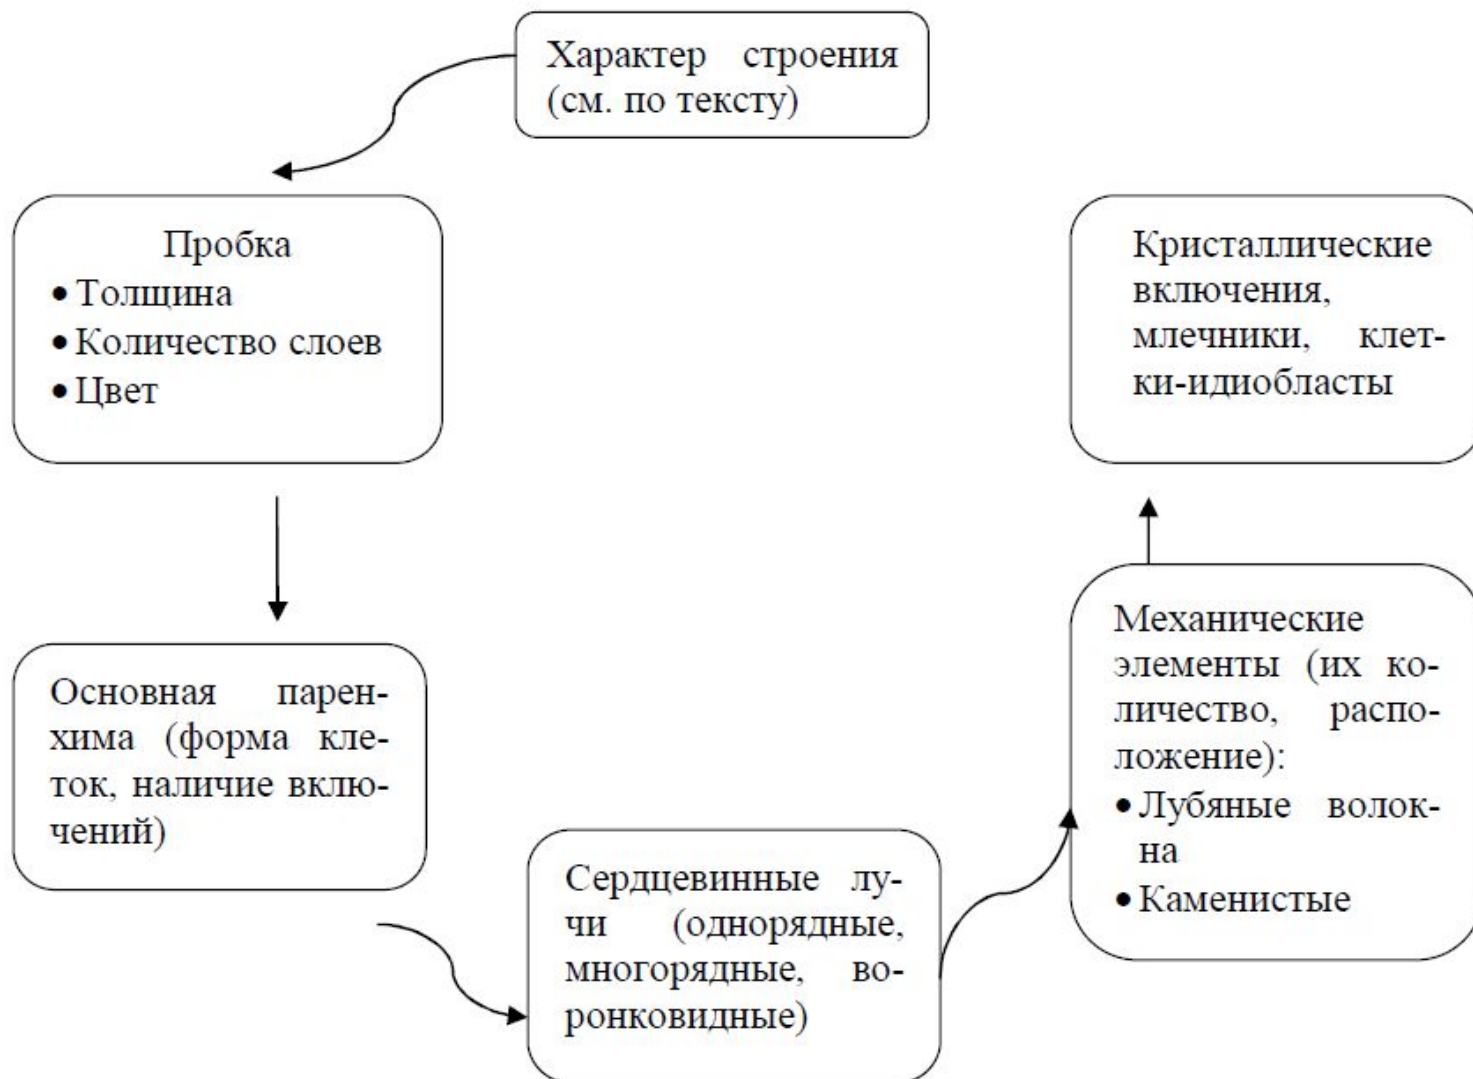 Характер строения
(см. по тексту)
Пробка
• Толщина
• Количество слоев
• Цвет
Основная парен-
хима (форма кле-
ток, наличие вклю-
чений)
Сердцевинные лу-
чи (однорядные,
многорядные, во-
ронковидные)
Механические
элементы (их ко-
личество, распо-
ложение):
• Лубяные волок-
на
• Каменистые
Кристаллические
включения,
млечники, клет-
ки-идиобласты